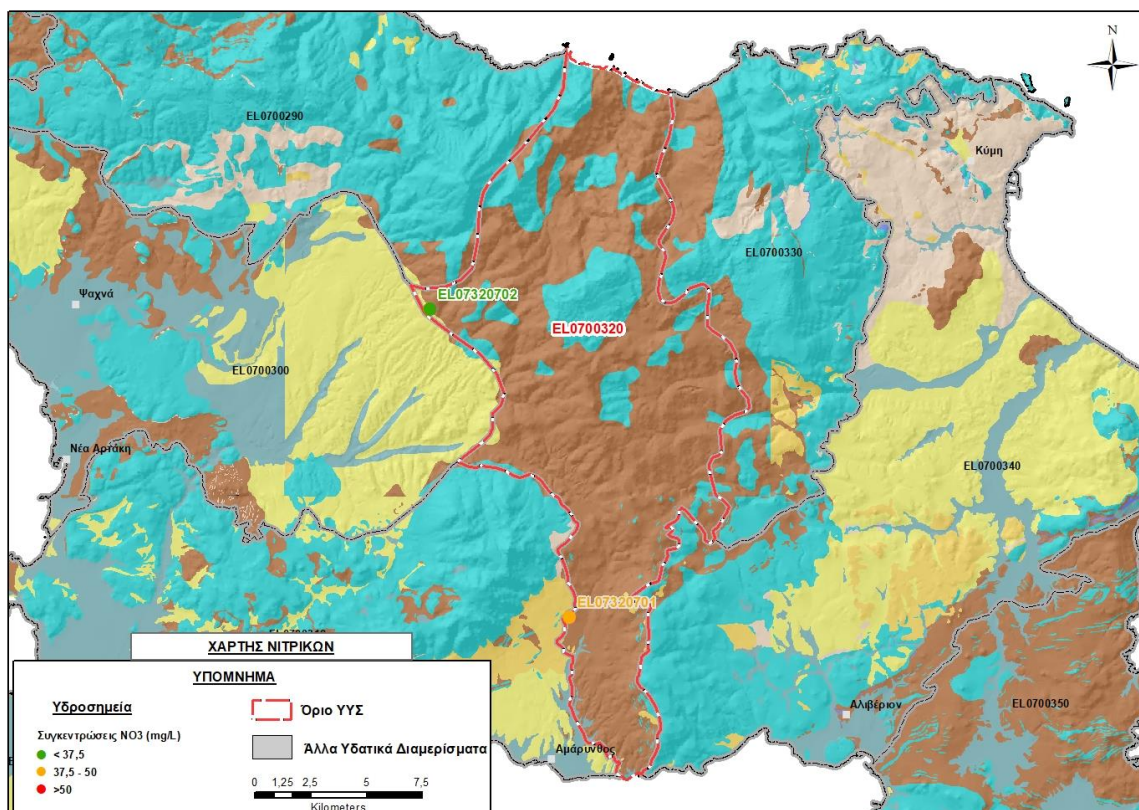 N
EL0700290
Κύμη
EL0700330
Ψαχνά
EL07320702
EL0700320
EL0700300
Νέα Αρτάκη
EL0700340
EL07320701
ΧΑΡΤΗΣ ΝΙΤΡΙΚΩΝ
ΥΠΟΜΝΗΜΑ
Υδροσημεία
Συγκεντρώσεις NO3 (mg/L)
< 37,5
37,5 - 50
>50
Όριο ΥΥΣ
Άλλα Υδατικά Διαμερίσματα
0 1,25 2,5 5 7,5
Kilometers
Αμάρυνθος
Αλιβέριον
EL0700350